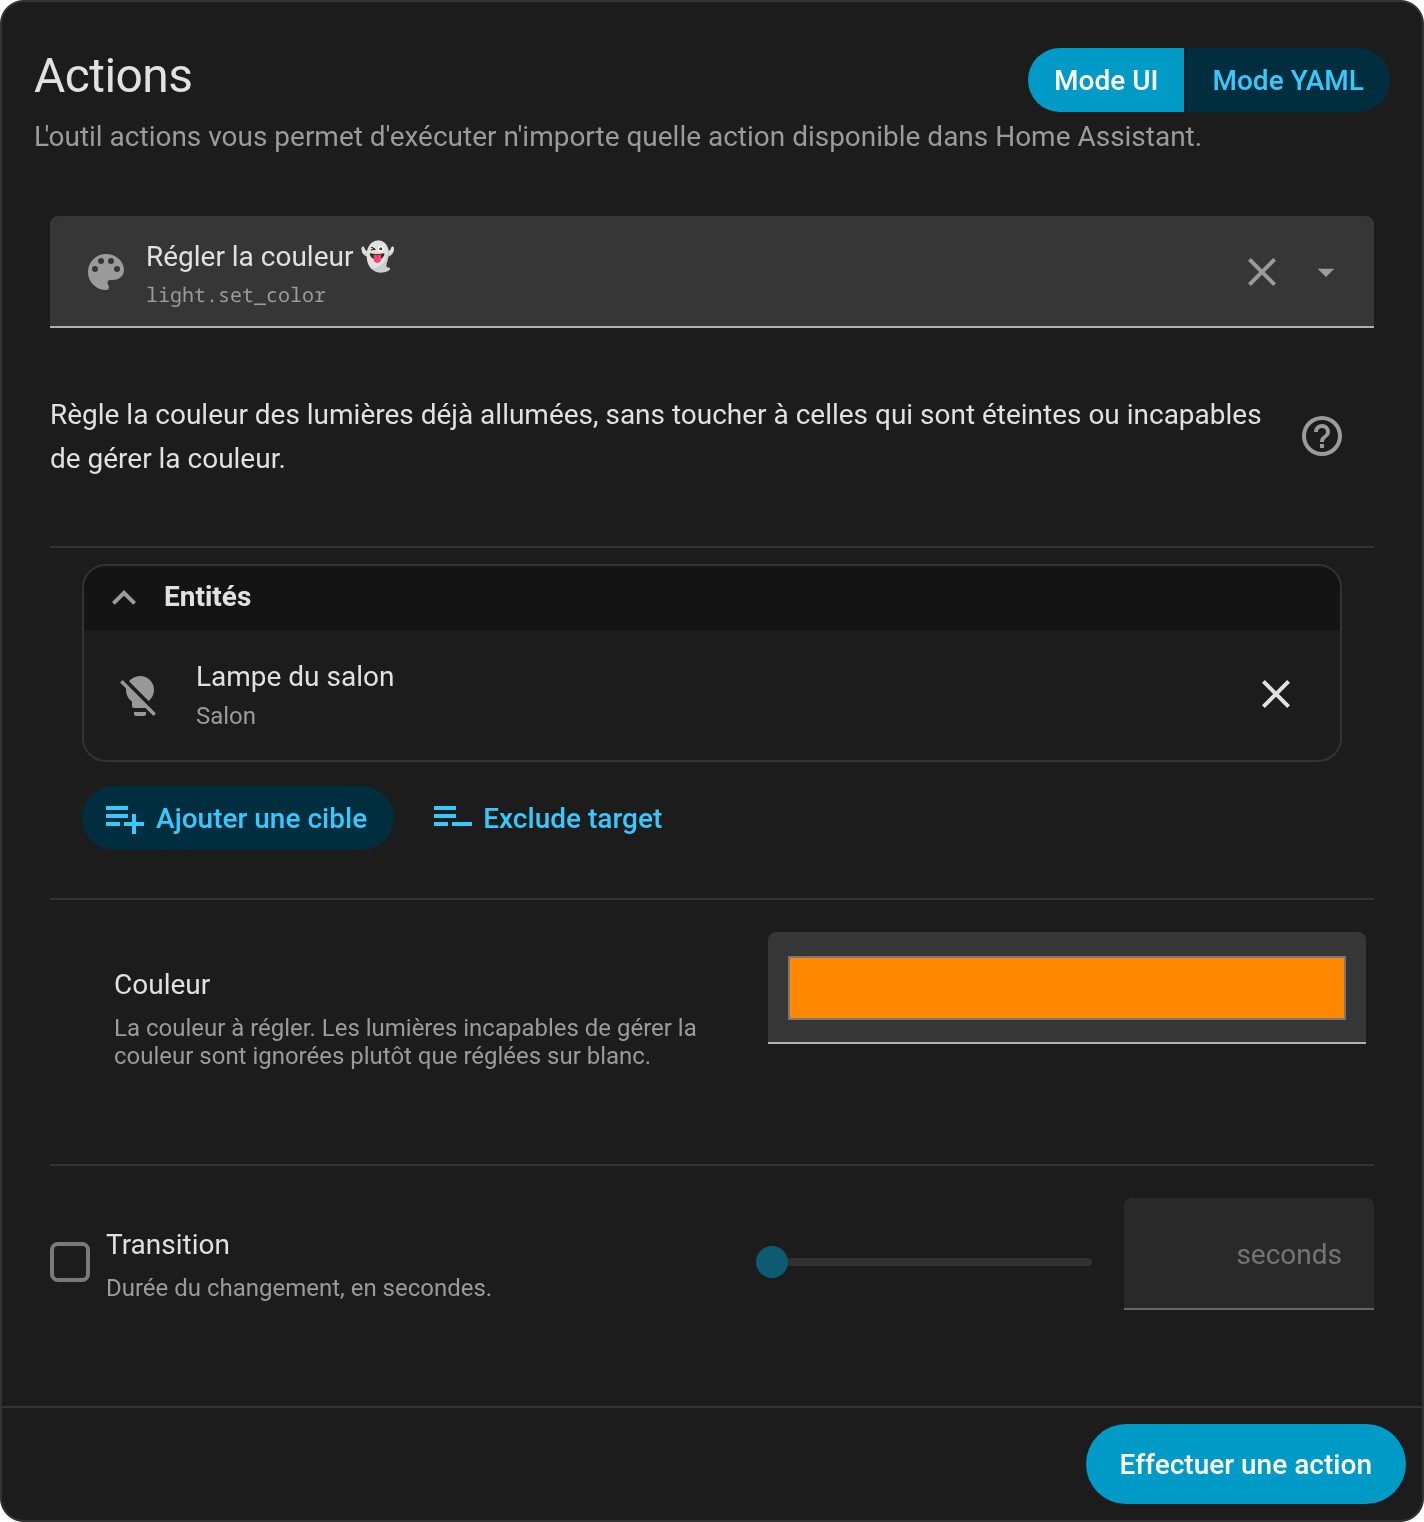 Actions
Mode UI
Mode YAML
L'outil actions vous permet d'exécuter n'importe quelle action disponible dans Home Assistant.
Régler la couleur 👻
light.set_color
Règle la couleur des lumières déjà allumées, sans toucher à celles qui sont éteintes ou incapables
de gérer la couleur.
Entités
Lampe du salon
Salon
Ajouter une cible
Exclude target
Couleur
La couleur à régler. Les lumières incapables de gérer la
couleur sont ignorées plutôt que réglées sur blanc.
Transition
Durée du changement, en secondes.
seconds
Effectuer une action